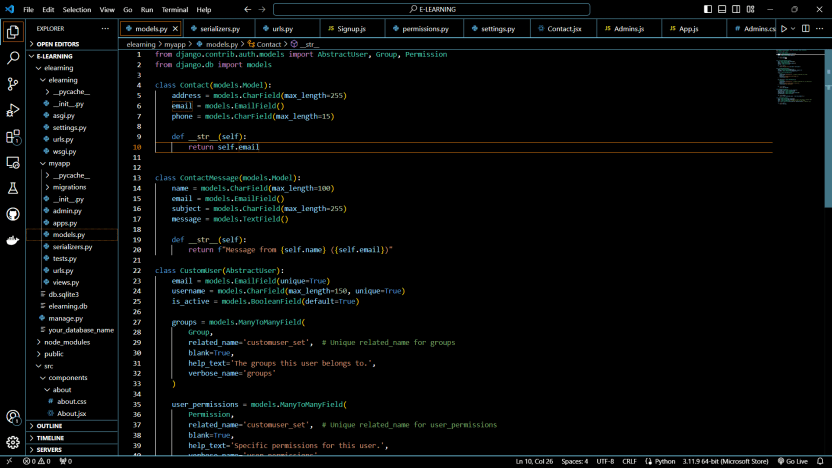 File Edit Selection View Go Run Terminal Help
E-LEARNING
EXPLORER
models.py serializers.py urls.py Signup.js permissions.py settings.py Contact.jsx Admins.js App.js Admins.cs
OPEN EDITORS
elearning > myapp > models.py > Contact > __str__
E-LEARNING
elearning
elearning
__pycache__
__init__.py
asgi.py
settings.py
urls.py
wsgi.py
myapp
__pycache__
migrations
__init__.py
admin.py
apps.py
models.py
serializers.py
tests.py
urls.py
views.py
db.sqlite3
elearning.db
manage.py
your_database_name
node_modules
public
src
components
about
about.css
About.jsx
OUTLINE
TIMELINE
SERVERS
1 from django.contrib.auth.models import AbstractUser, Group, Permission
2 from django.db import models
3
4 class Contact(models.Model):
5 address = models.CharField(max_length=255)
6 email = models.EmailField()
7 phone = models.CharField(max_length=15)
8
9 def __str__(self):
10 return self.email
11
12
13 class ContactMessage(models.Model):
14 name = models.CharField(max_length=100)
15 email = models.EmailField()
16 subject = models.CharField(max_length=255)
17 message = models.TextField()
18
19 def __str__(self):
20 return f"Message from {self.name} ({self.email})"
21
22 class CustomUser(AbstractUser):
23 email = models.EmailField(unique=True)
24 username = models.CharField(max_length=150, unique=True)
25 is_active = models.BooleanField(default=True)
26
27 groups = models.ManyToManyField(
28 Group,
29 related_name='customuser_set', # Unique related_name for groups
30 blank=True,
31 help_text='The groups this user belongs to.',
32 verbose_name='groups'
33 )
34
35 user_permissions = models.ManyToManyField(
36 Permission,
37 related_name='customuser_set', # Unique related_name for user_permissions
38 blank=True,
39 help_text='Specific permissions for this user.',
0 0 0 Ln 10, Col 26 Spaces: 4 UTF-8 CRLF Python 3.11.9 64-bit (Microsoft Store) Go Live